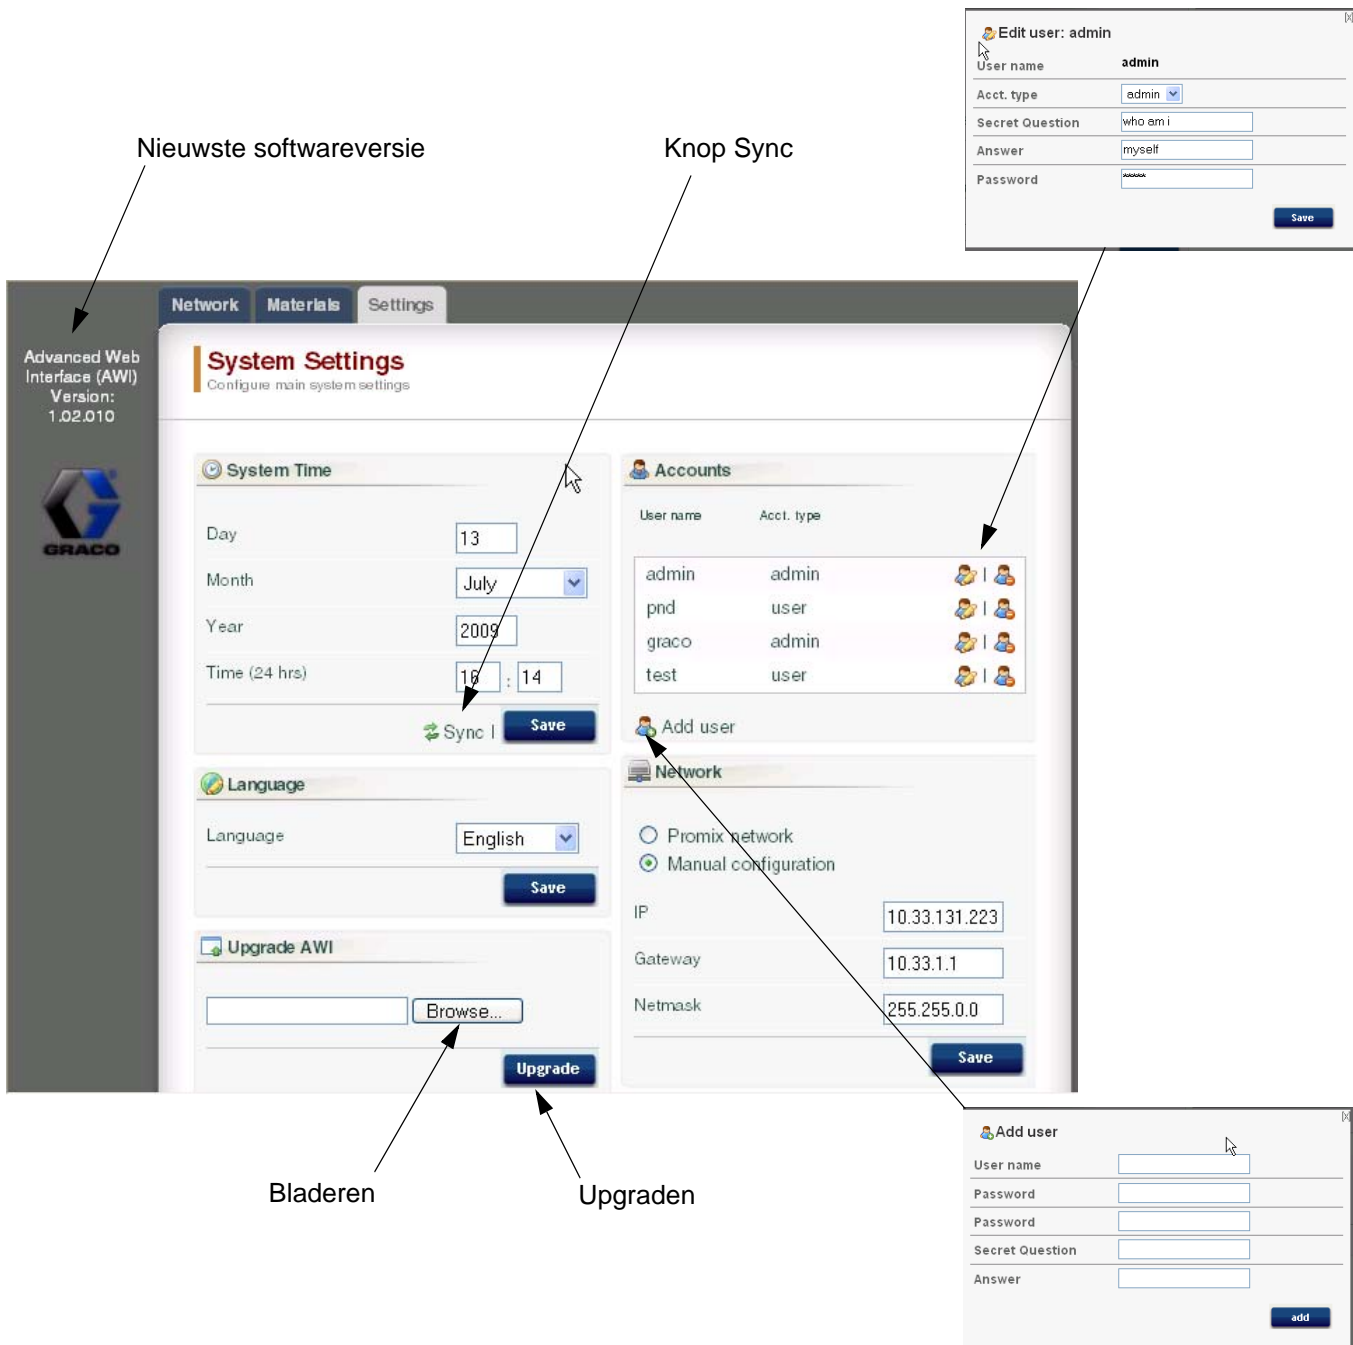 Edit user: admin
User name admin
Acct. type admin
Secret Question who am i
Answer myself
Password *****
Save
Nieuwste softwareversie
Knop Sync
Network Materials Settings
Advanced Web
Interface (AWI)
Version:
1.02.010
GRACO
System Settings
Configure main system settings
System Time
Day 13
Month July
Year 2009
Time (24 hrs) 16 : 14
Sync | Save
Language
Language English
Save
Upgrade AWI
Browse...
Upgrade
Accounts
User name Acct. type
admin admin |
pnd user |
graco admin |
test user |
Add user
Network
Promix network
Manual configuration
IP 10.33.131.223
Gateway 10.33.1.1
Netmask 255.255.0.0
Save
Bladeren
Upgraden
Add user
User name
Password
Password
Secret Question
Answer
add